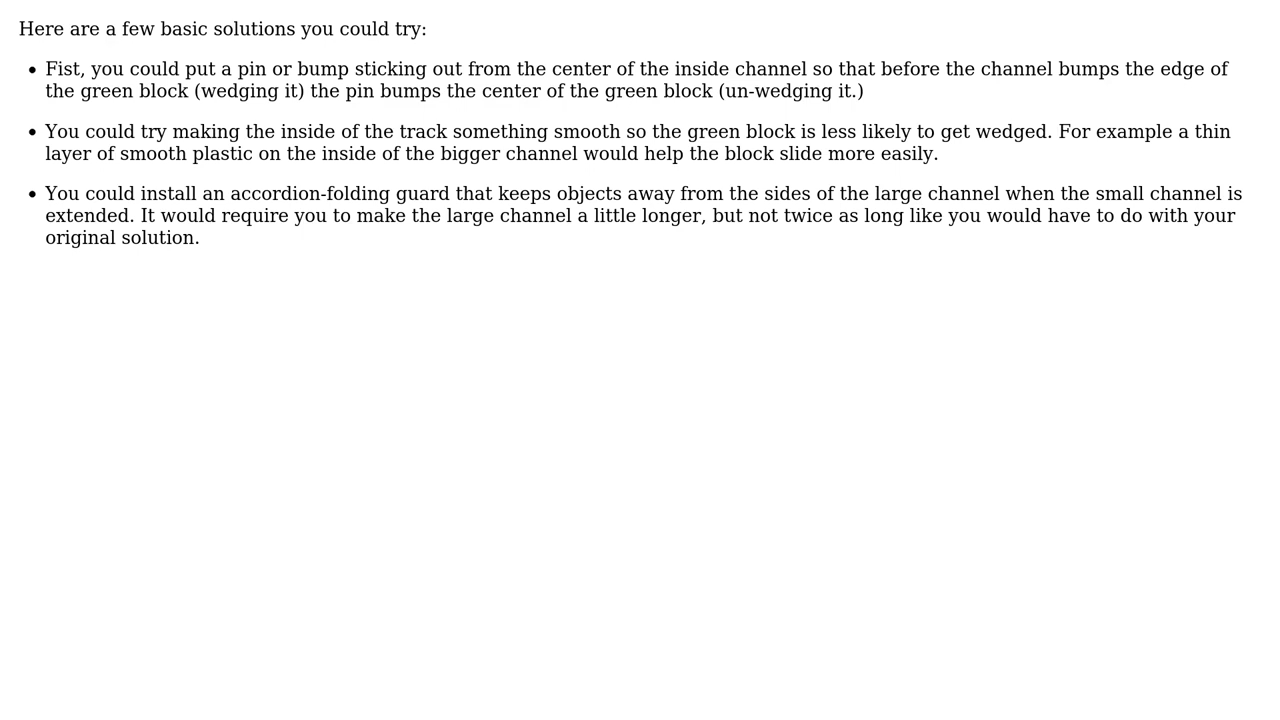 Here are a few basic solutions you could try:
• Fist, you could put a pin or bump sticking out from the center of the inside channel so that before the channel bumps the edge of
the green block (wedging it) the pin bumps the center of the green block (un-wedging it.)
• You could try making the inside of the track something smooth so the green block is less likely to get wedged. For example a thin
layer of smooth plastic on the inside of the bigger channel would help the block slide more easily.
• You could install an accordion-folding guard that keeps objects away from the sides of the large channel when the small channel is
extended. It would require you to make the large channel a little longer, but not twice as long like you would have to do with your
original solution.